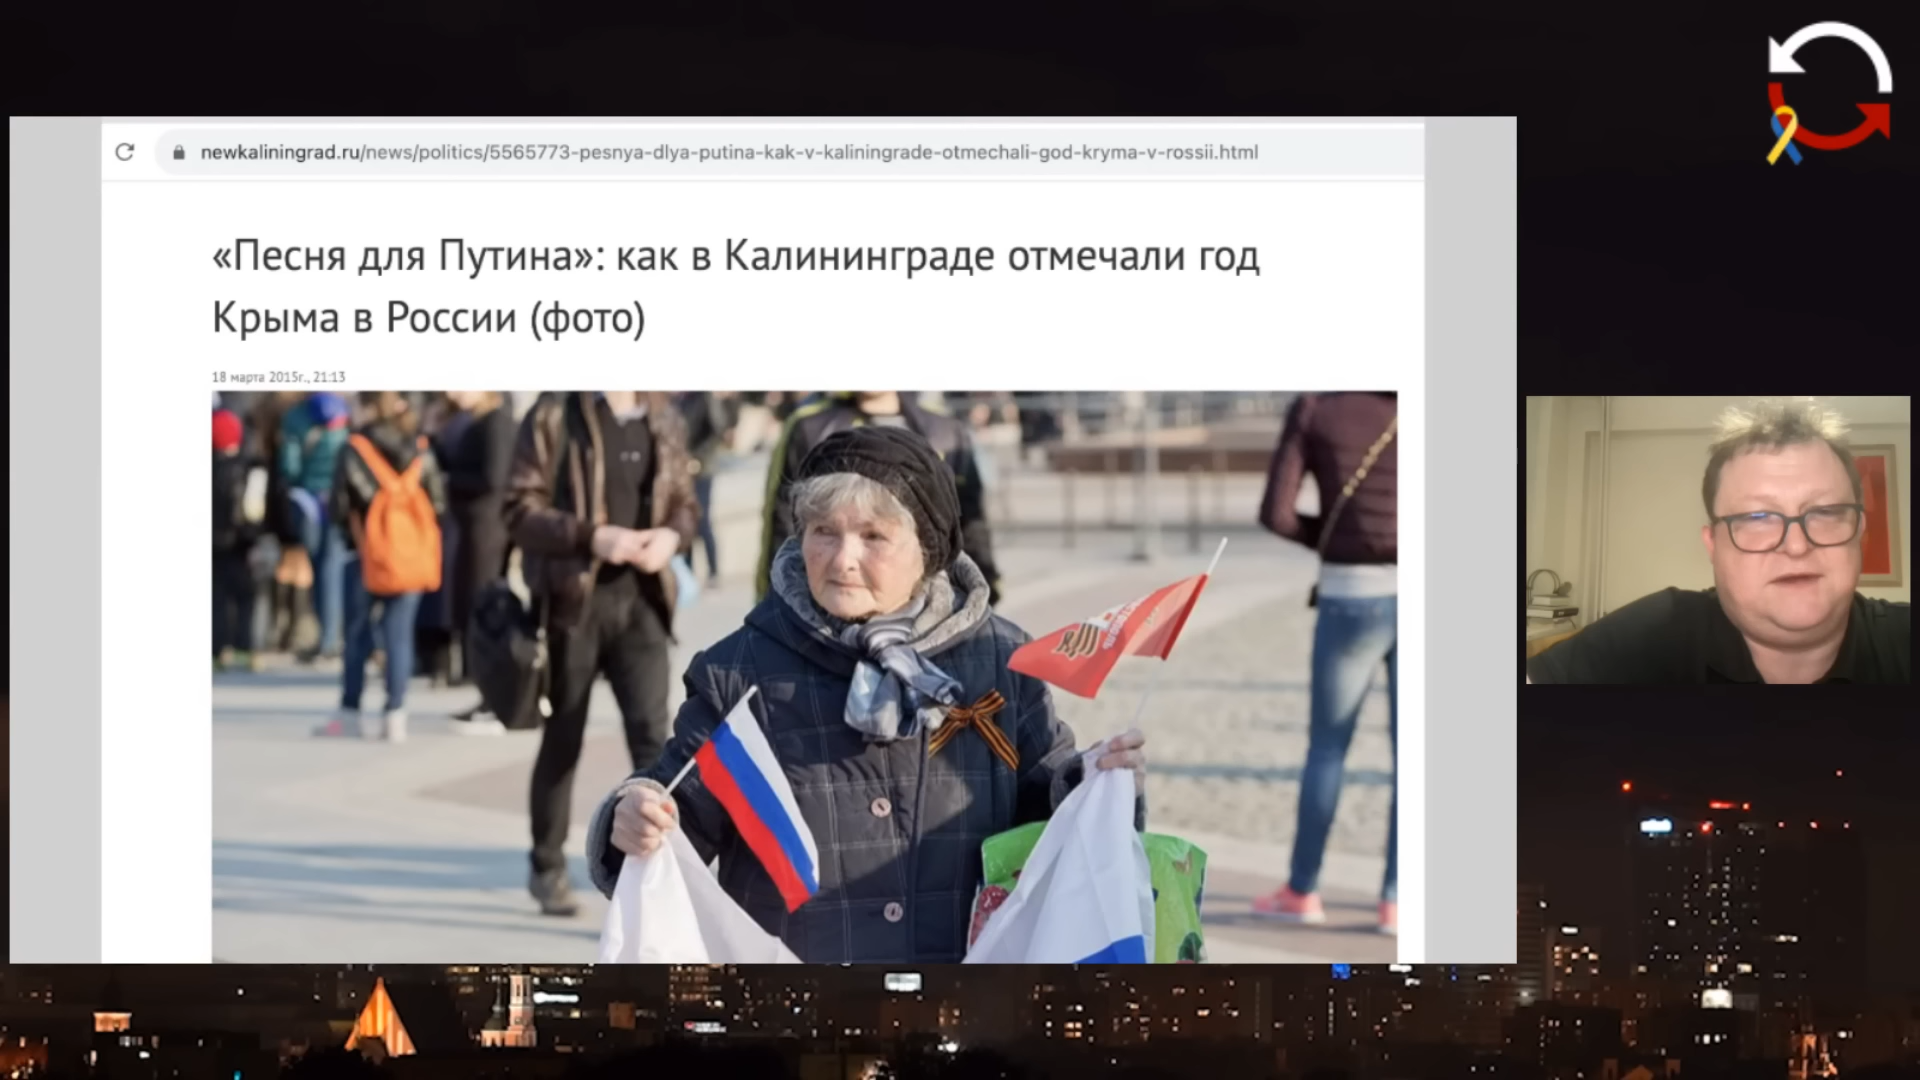 newkaliningrad.ru/news/politics/5565773-pesnya-dlya-putina-kak-v-kaliningrade-otmechali-god-kryma-v-rossii.html
«Песня для Путина»: как в Калининграде отмечали год
Крыма в России (фото)
18 марта 2015г., 21:13